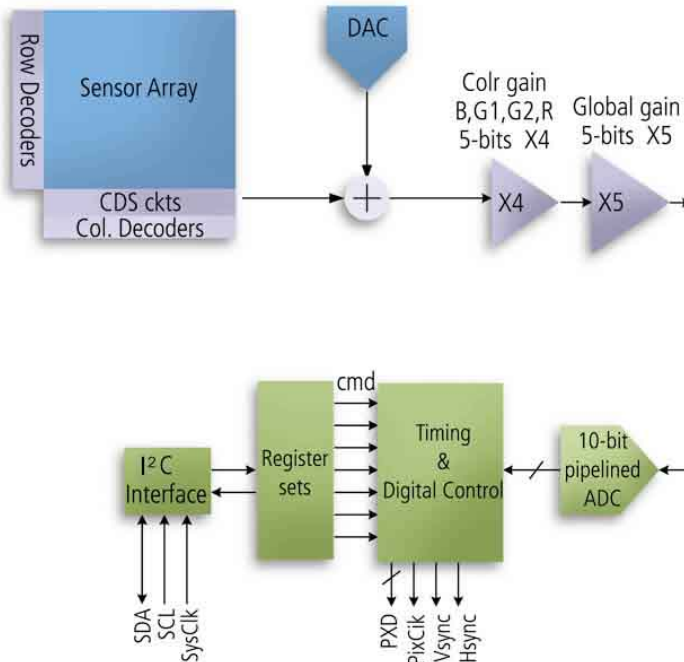 Row Decoders
Sensor Array
CDS ckts
Col. Decoders
DAC
Colr gain
B,G1,G2,R
5-bits X4
Global gain
5-bits X5
+
X4
X5
I² C
Interface
Register
sets
cmd
Timing
&
Digital Control
10-bit
pipelined
ADC
SDA
SCL
SysClk
PXD
PixCik
Vsync
Hsync